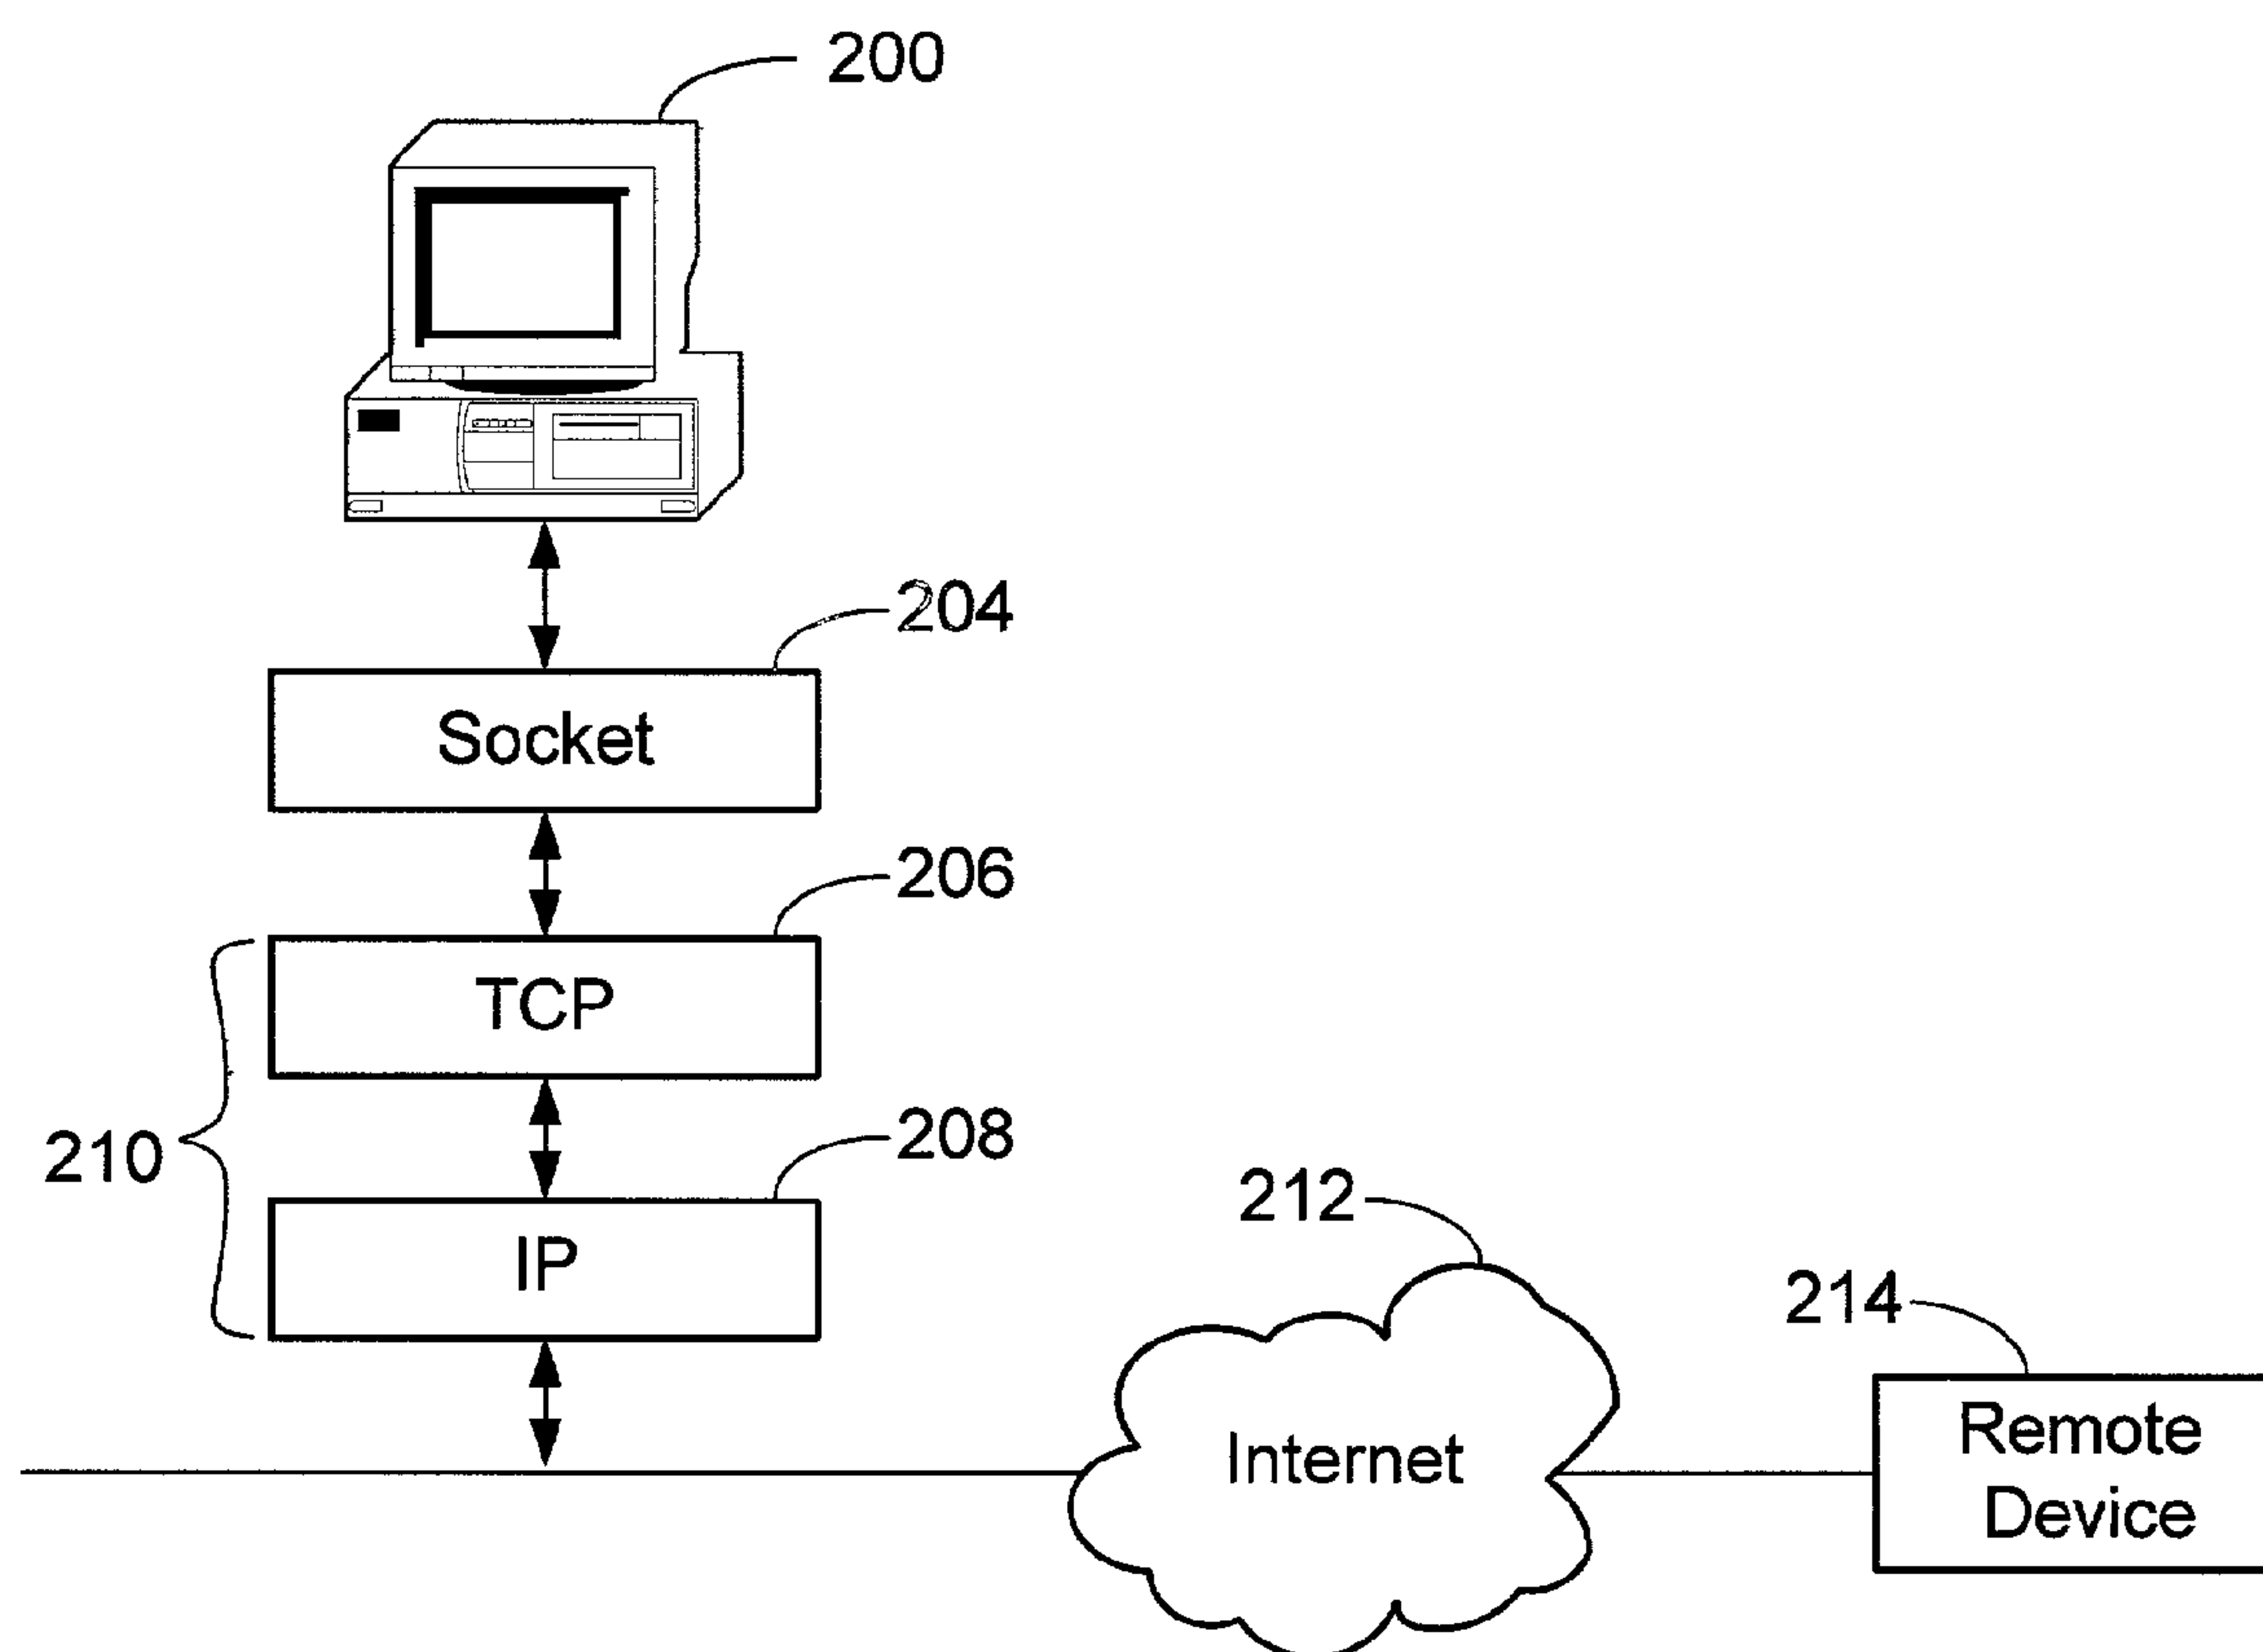 200
204
Socket
206
TCP
210
208
IP
212
Internet
214
Remote
Device